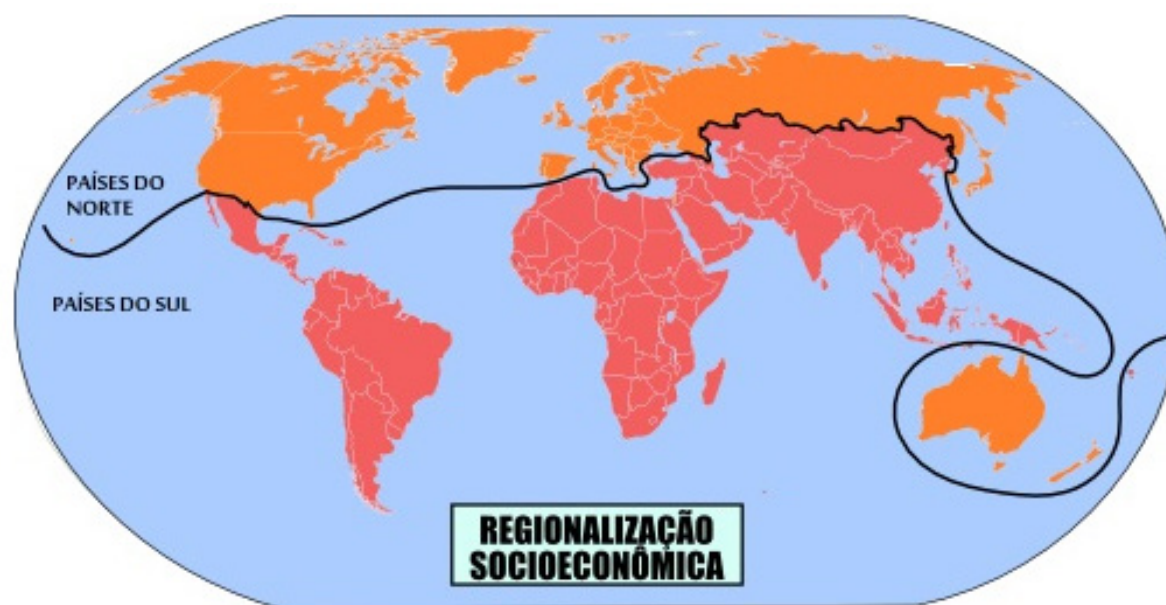 PAÍSES DO
NORTE
PAÍSES DO SUL
REGIONALIZAÇÃO
SOCIOECONÔMICA